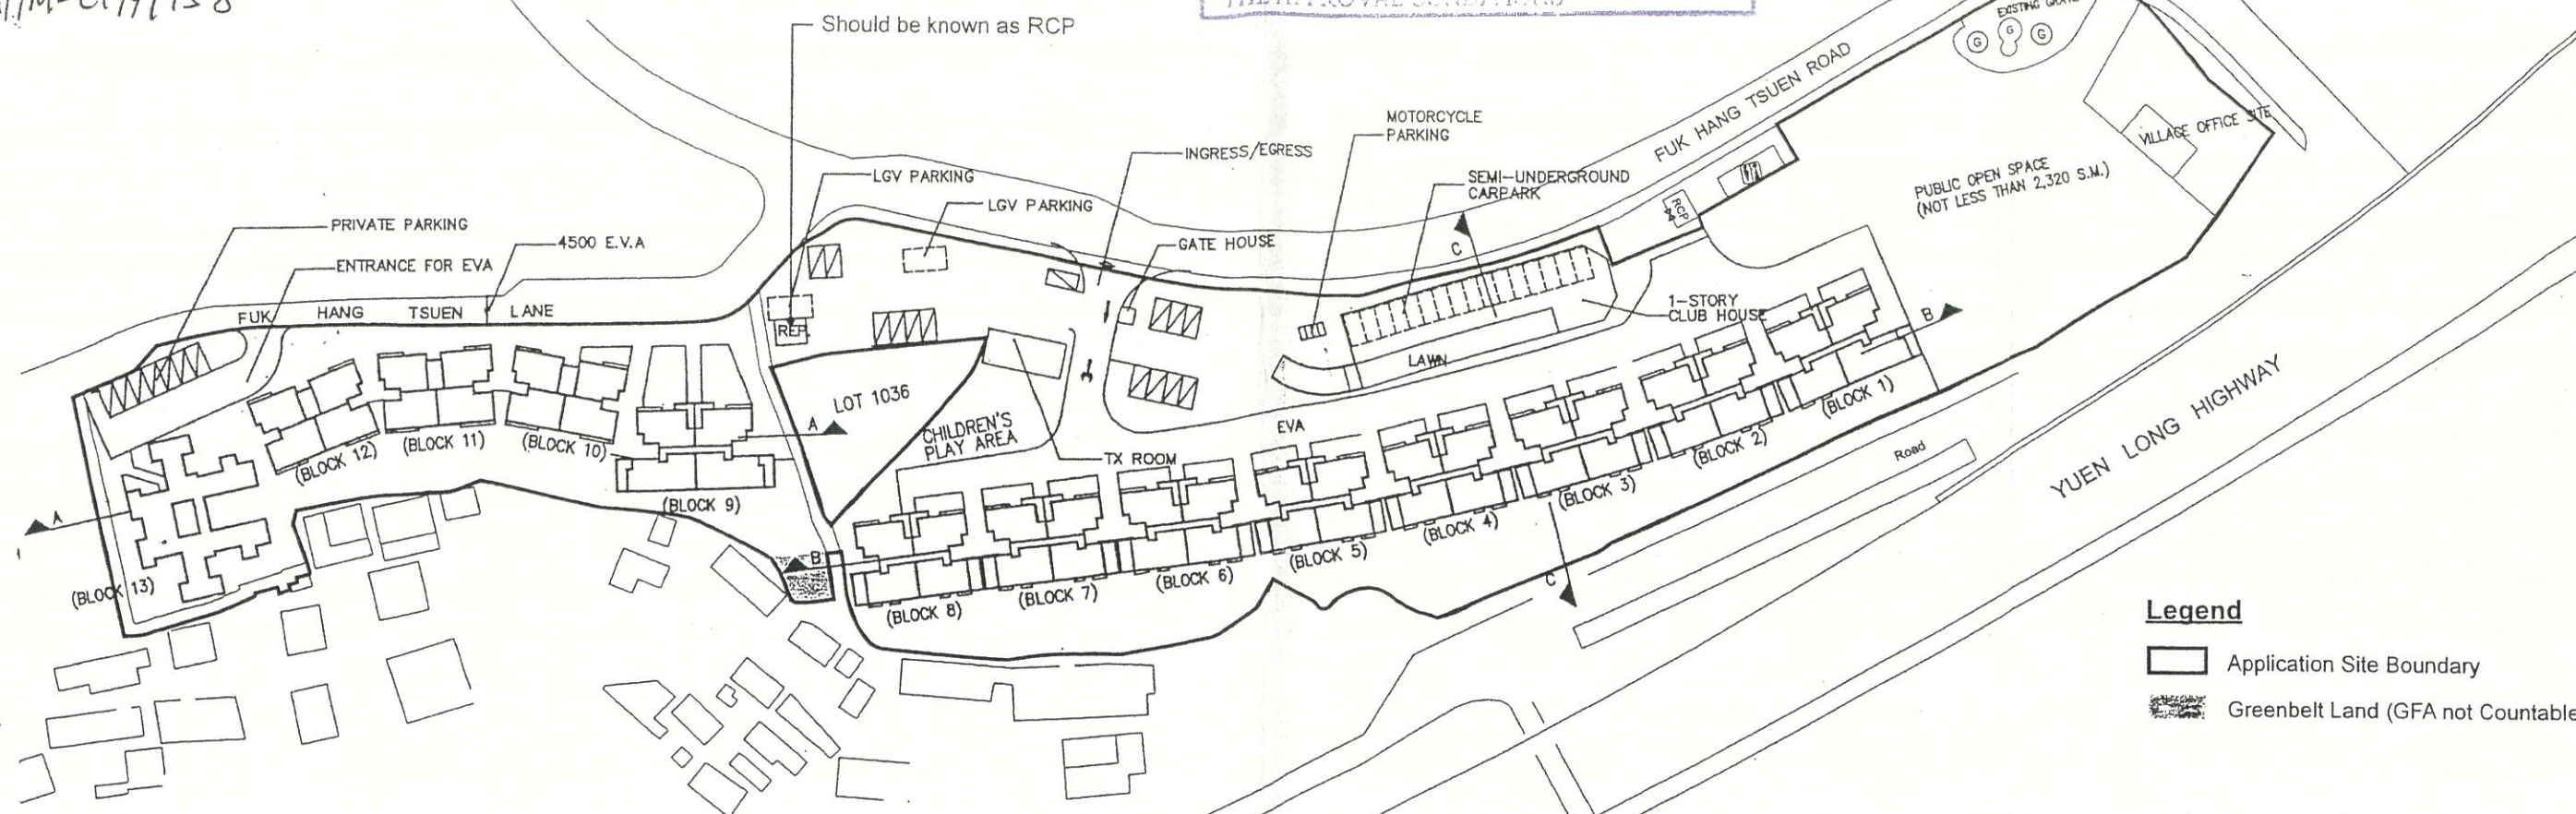 Should be known as RCP
EXISTING
G
G
G
FUK HANG TSUEN ROAD
MOTORCYCLE
PARKING
INGRESS/EGRESS
SEMI-UNDERGROUND
CARPARK
VILLAGE OFFICE SITE
PUBLIC OPEN SPACE
(NOT LESS THAN 2,320 S.M.)
LGV PARKING
LGV PARKING
PRIVATE PARKING
4500 E.V.A
GATE HOUSE
C
RCP
ENTRANCE FOR EVA
FUK HANG TSUEN LANE
1-STORY
CLUB HOUSE
B
REP
LAWN
LOT 1036
A
CHILDREN'S
PLAY AREA
EVA
TX ROOM
(BLOCK 1)
(BLOCK 2)
(BLOCK 3)
(BLOCK 4)
(BLOCK 5)
(BLOCK 6)
(BLOCK 7)
(BLOCK 8)
(BLOCK 9)
(BLOCK 10)
(BLOCK 11)
(BLOCK 12)
(BLOCK 13)
A
B
C
Road
YUEN LONG HIGHWAY
Legend
Application Site Boundary
Greenbelt Land (GFA not Countable